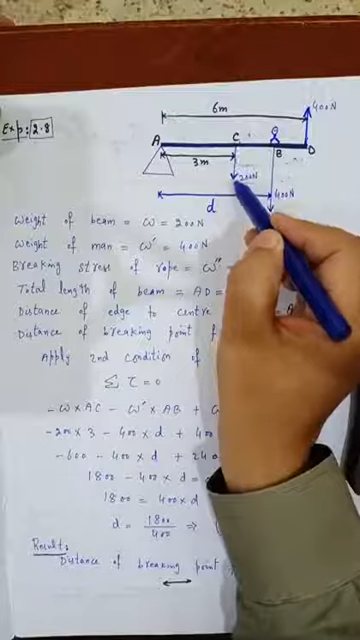 Exp: 2.8
6m
400N
A
C
B
D
3m
200N
400N
d
Weight of beam = W = 200N
Weight of man = W' = 400N
Breaking stress of rope = W"
Total length of beam = AD =
Distance of edge to centre
Distance of breaking point
Apply 2nd condition of
Σ τ = 0
-W×AC - W'×AB +
-200×3 - 400×d + 400
-600 - 400×d + 2400
1800 - 400×d =
1800 = 400×d
d = 1800/400 ⇒
Result:
Distance of breaking point